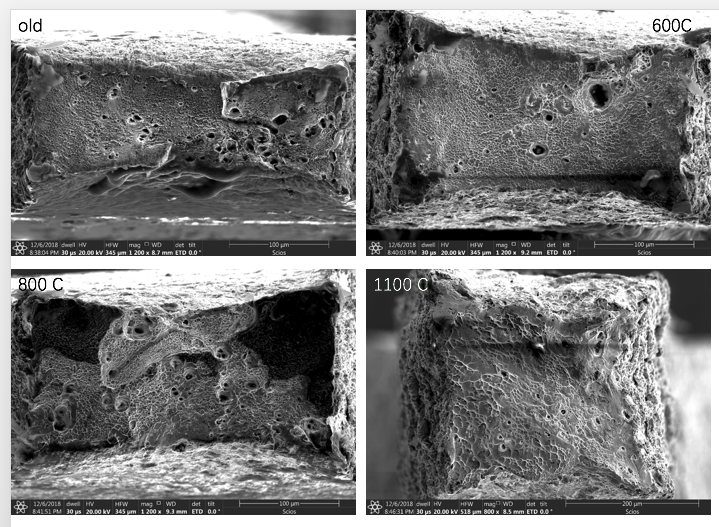 old
12/6/2018 dwell HV HFW mag WD det tilt 100 µm
8:38:04 PM 30 µs 20.00 kV 345 µm 1 200 x 8.7 mm ETD 0.0 ° Scios
600C
12/6/2018 dwell HV HFW mag WD det tilt 100 µm
8:40:03 PM 30 µs 20.00 kV 345 µm 1 200 x 9.2 mm ETD 0.0 ° Scios
800 C
12/6/2018 dwell HV HFW mag WD det tilt 100 µm
8:41:51 PM 30 µs 20.00 kV 345 µm 1 200 x 9.3 mm ETD 0.0 ° Scios
1100 C
12/6/2018 dwell HV HFW mag WD det tilt 200 µm
8:46:31 PM 30 µs 20.00 kV 518 µm 800 x 8.5 mm ETD 0.0 ° Scios